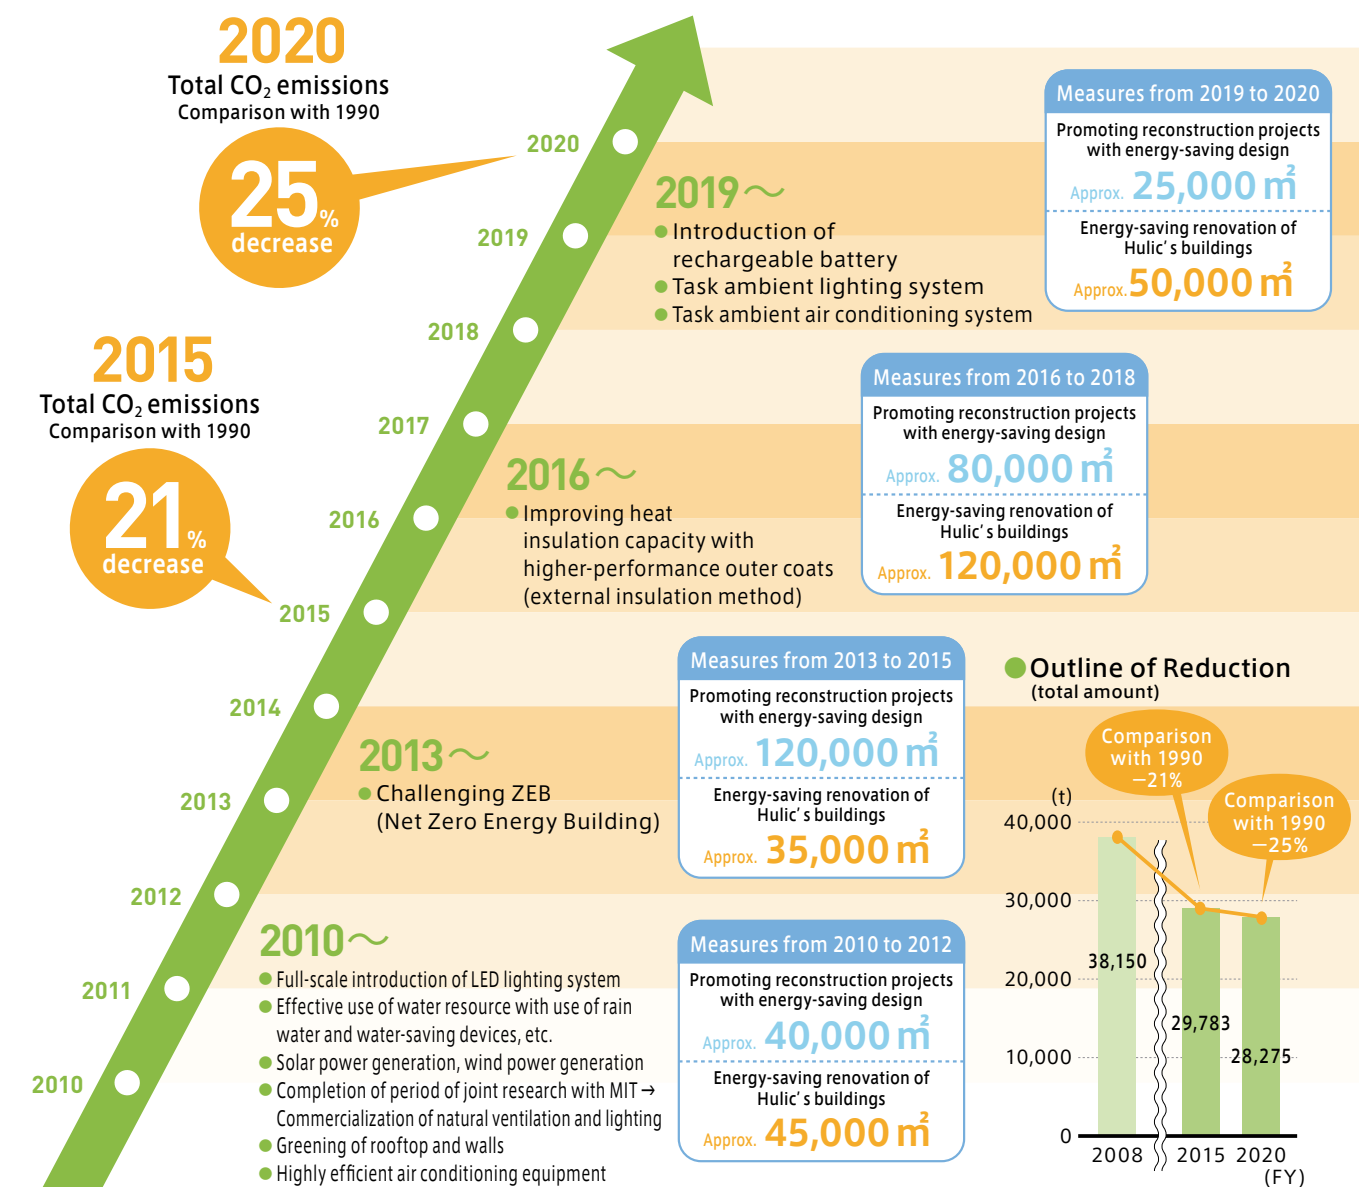 2020
Total CO₂ emissions
Comparison with 1990
25%
decrease
2015
Total CO₂ emissions
Comparison with 1990
21%
decrease
2020
2019
2018
2017
2016
2015
2014
2013
2012
2011
2010
2019～
● Introduction of
rechargeable battery
● Task ambient lighting system
● Task ambient air conditioning system
Measures from 2019 to 2020
Promoting reconstruction projects
with energy-saving design
Approx. 25,000 ㎡
Energy-saving renovation of
Hulic's buildings
Approx. 50,000 ㎡
2016～
● Improving heat
insulation capacity with
higher-performance outer coats
(external insulation method)
Measures from 2016 to 2018
Promoting reconstruction projects
with energy-saving design
Approx. 80,000 ㎡
Energy-saving renovation of
Hulic's buildings
Approx. 120,000 ㎡
2013～
● Challenging ZEB
(Net Zero Energy Building)
Measures from 2013 to 2015
Promoting reconstruction projects
with energy-saving design
Approx. 120,000 ㎡
Energy-saving renovation of
Hulic's buildings
Approx. 35,000 ㎡
2010～
● Full-scale introduction of LED lighting system
● Effective use of water resource with use of rain
water and water-saving devices, etc.
● Solar power generation, wind power generation
● Completion of period of joint research with MIT →
Commercialization of natural ventilation and lighting
● Greening of rooftop and walls
● Highly efficient air conditioning equipment
Measures from 2010 to 2012
Promoting reconstruction projects
with energy-saving design
Approx. 40,000 ㎡
Energy-saving renovation of
Hulic's buildings
Approx. 45,000 ㎡
● Outline of Reduction
(total amount)
Comparison
with 1990
−21%
Comparison
with 1990
−25%
(t)
40,000
30,000
20,000
10,000
0
38,150
29,783
28,275
2008
2015
2020
(FY)